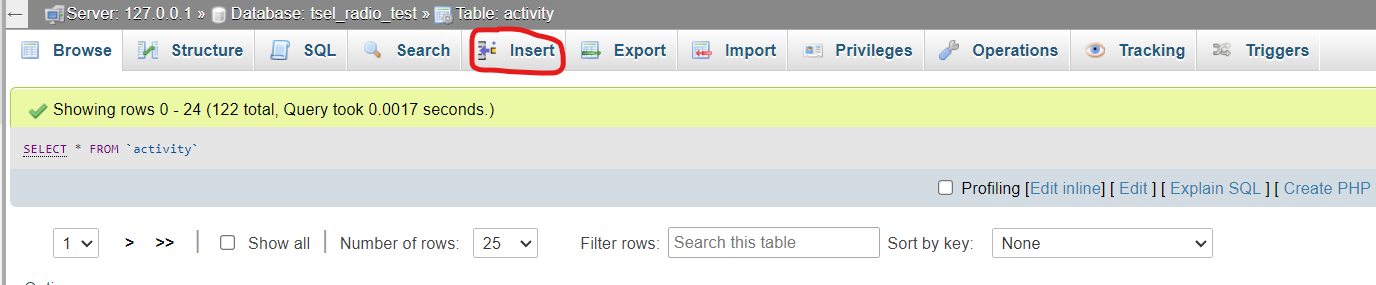 ← Server: 127.0.0.1 » Database: tsel_radio_test » Table: activity
Browse Structure SQL Search Insert Export Import Privileges Operations Tracking Triggers
Showing rows 0 - 24 (122 total, Query took 0.0017 seconds.)
SELECT * FROM `activity`
Profiling [Edit inline] [ Edit ] [ Explain SQL ] [ Create PHP
1 > >> | Show all | Number of rows: 25 Filter rows: Search this table Sort by key: None